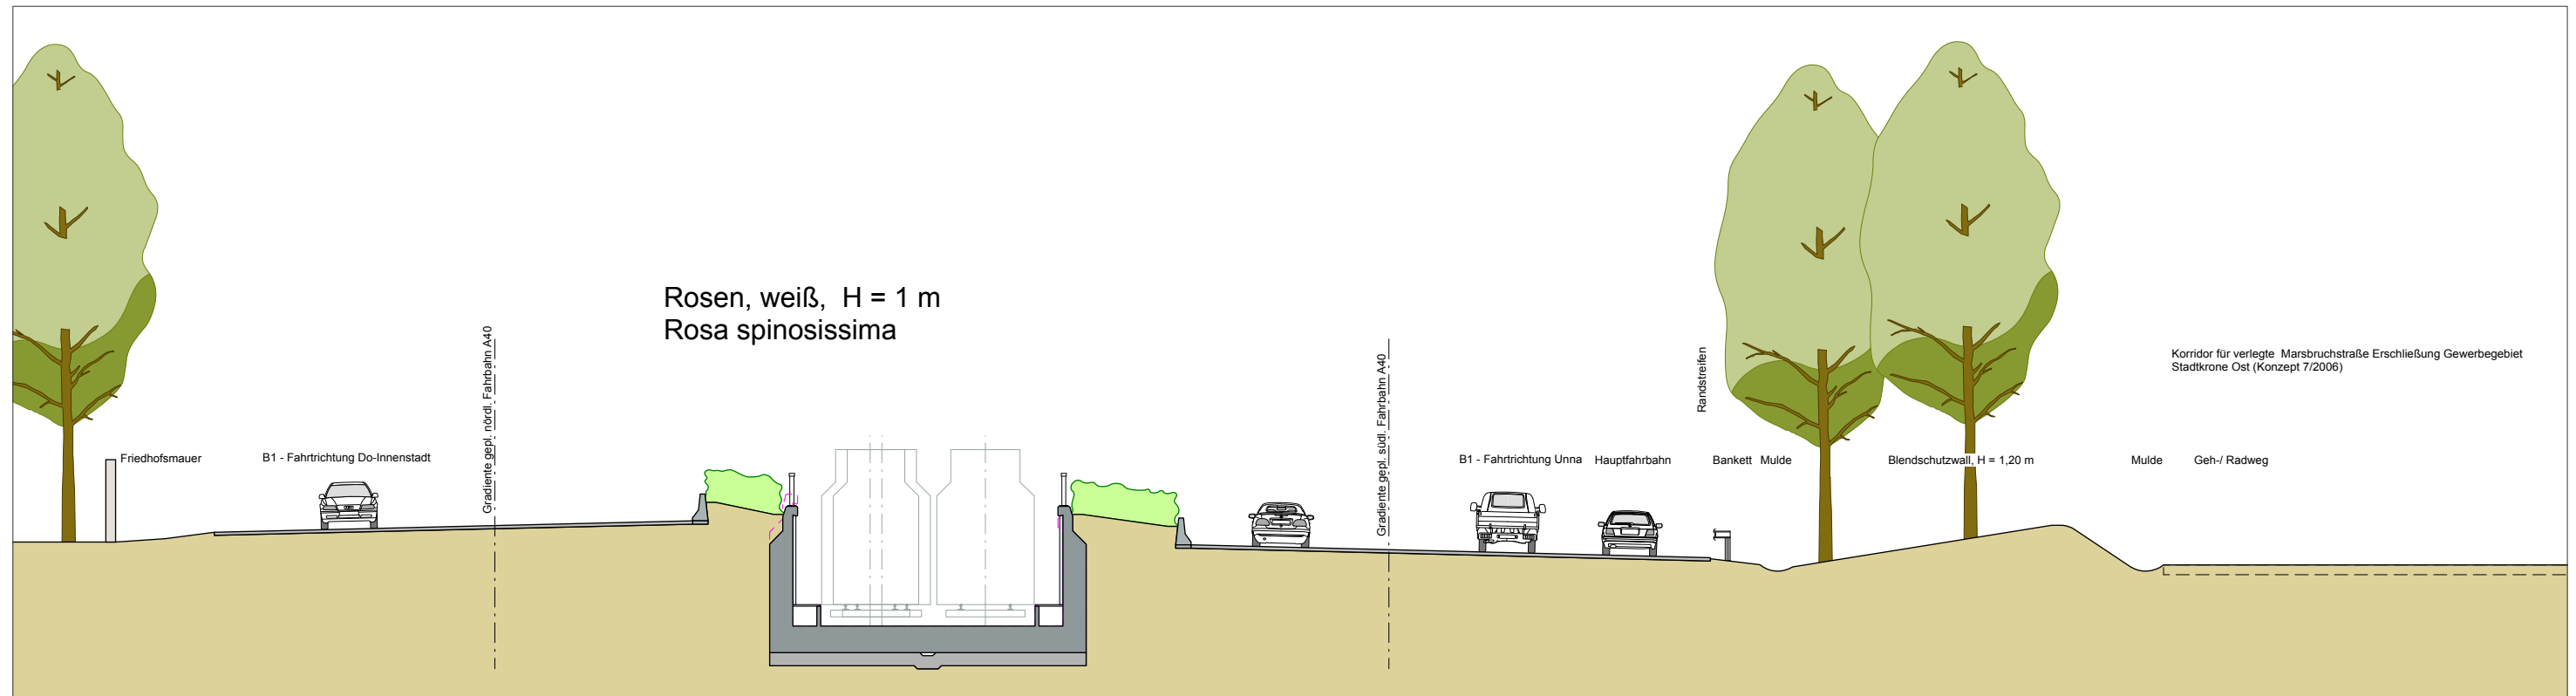 Rosen, weiß, H = 1 m
Rosa spinosissima
Friedhofsmauer
B1 - Fahrtrichtung Do-Innenstadt
Gradiente gepl. nördl. Fahrbahn A40
Gradiente gepl. südl. Fahrbahn A40
B1 - Fahrtrichtung Unna
Hauptfahrbahn
Randstreifen
Bankett
Mulde
Blendschutzwall, H = 1,20 m
Mulde
Geh-/ Radweg
Korridor für verlegte Marsbruchstraße Erschließung Gewerbegebiet
Stadtkrone Ost (Konzept 7/2006)